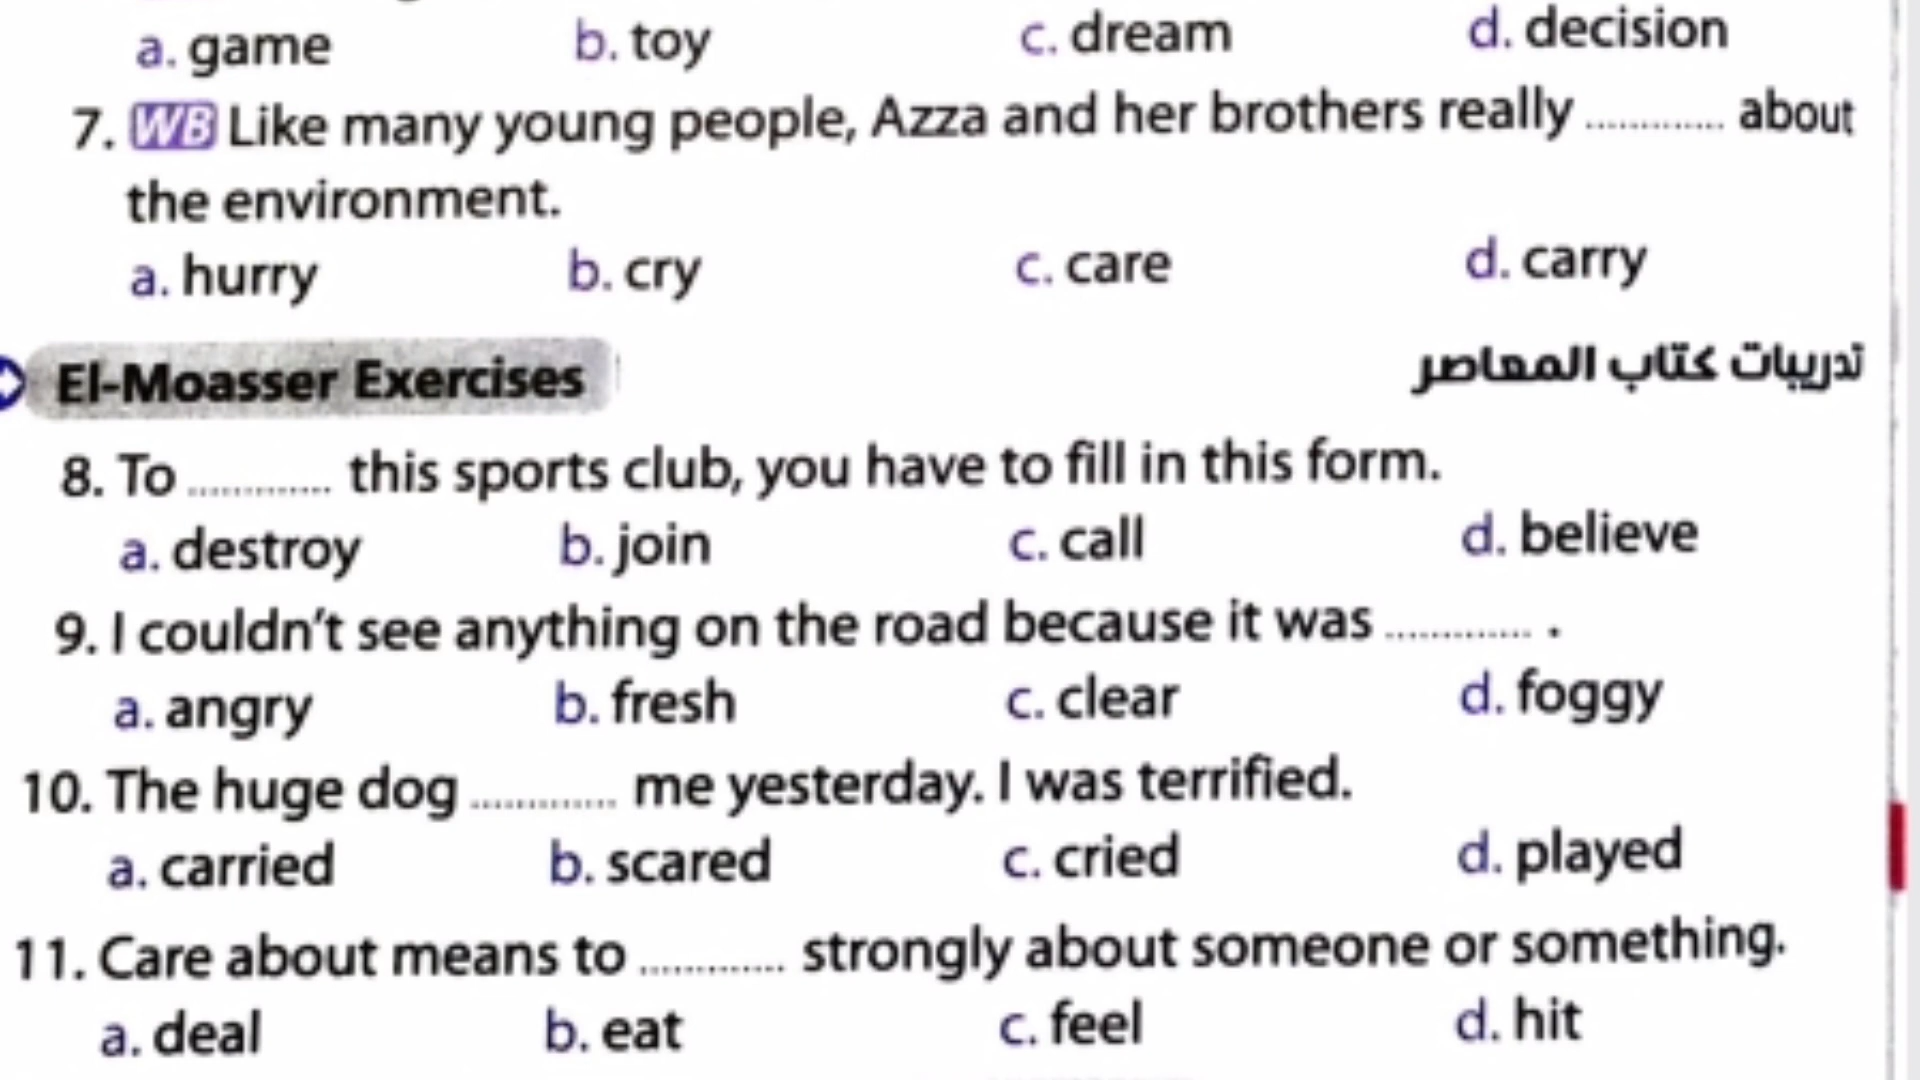 a. game b. toy c. dream d. decision
7. WB Like many young people, Azza and her brothers really ............. about
the environment.
a. hurry b. cry c. care d. carry
El-Moasser Exercises تدريبات كتاب المعاصر
8. To ............. this sports club, you have to fill in this form.
a. destroy b. join c. call d. believe
9. I couldn't see anything on the road because it was ............. .
a. angry b. fresh c. clear d. foggy
10. The huge dog ............. me yesterday. I was terrified.
a. carried b. scared c. cried d. played
11. Care about means to ............. strongly about someone or something.
a. deal b. eat c. feel d. hit